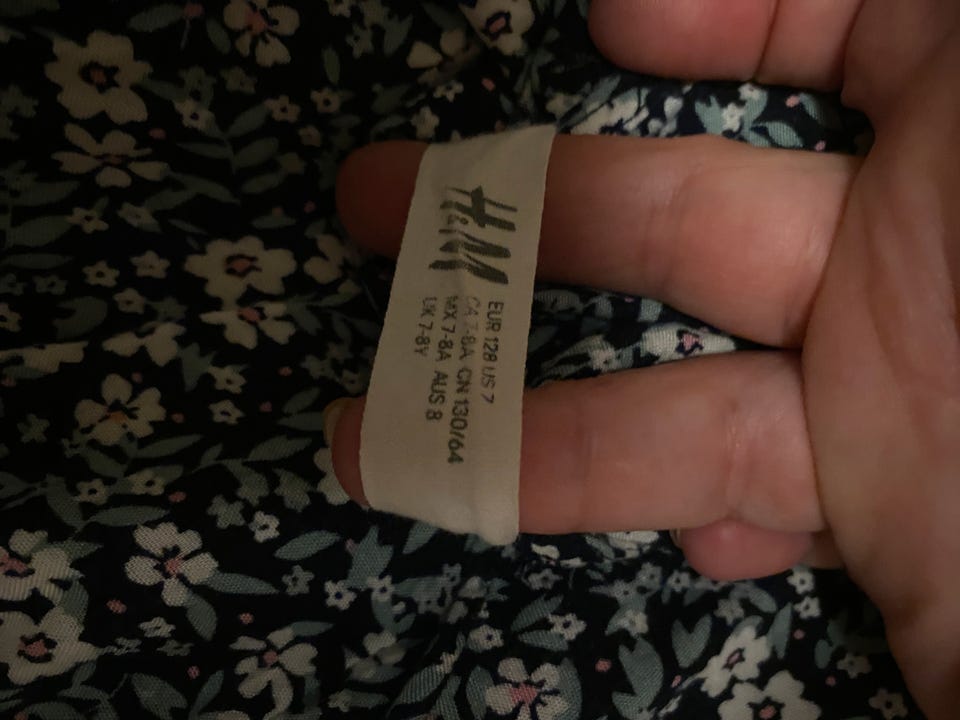 H&M
EUR 128 US 7
CA 7-8A CN 130/64
MX 7-8A AUS 8
UK 7-8Y